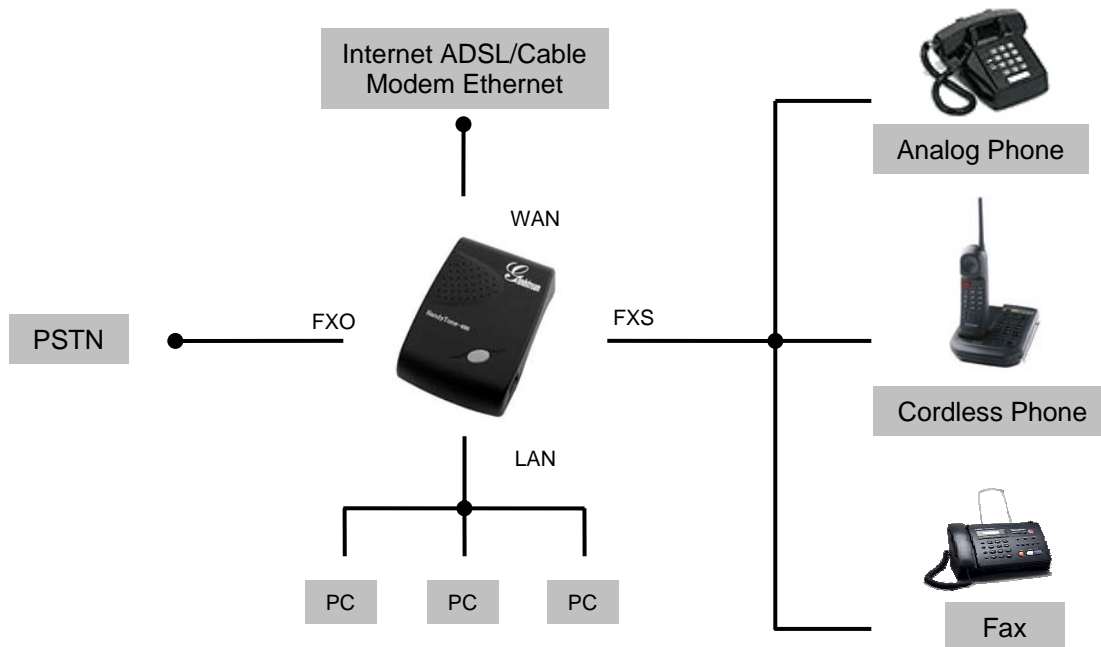 Internet ADSL/Cable
Modem Ethernet
Analog Phone
WAN
FXO
FXS
PSTN
Cordless Phone
LAN
PC
PC
PC
Fax